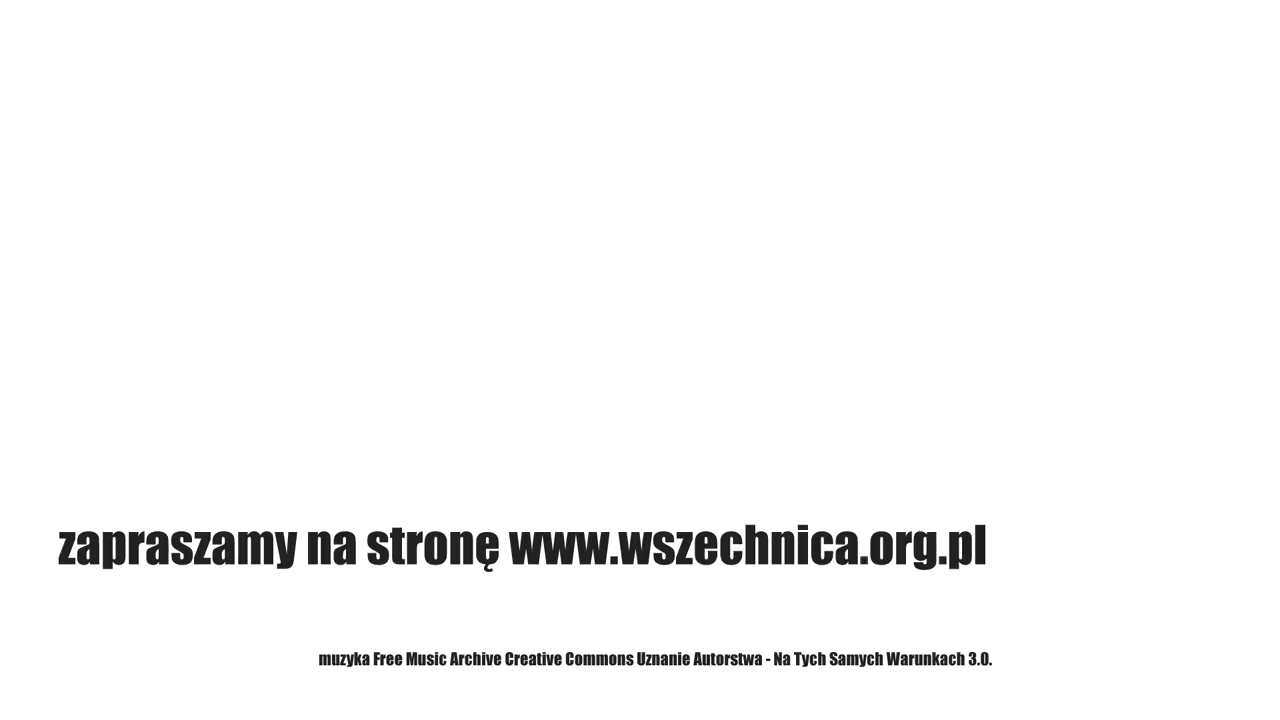 zapraszamy na stronę www.wszechnica.org.pl
muzyka Free Music Archive Creative Commons Uznanie Autorstwa - Na Tych Samych Warunkach 3.0.